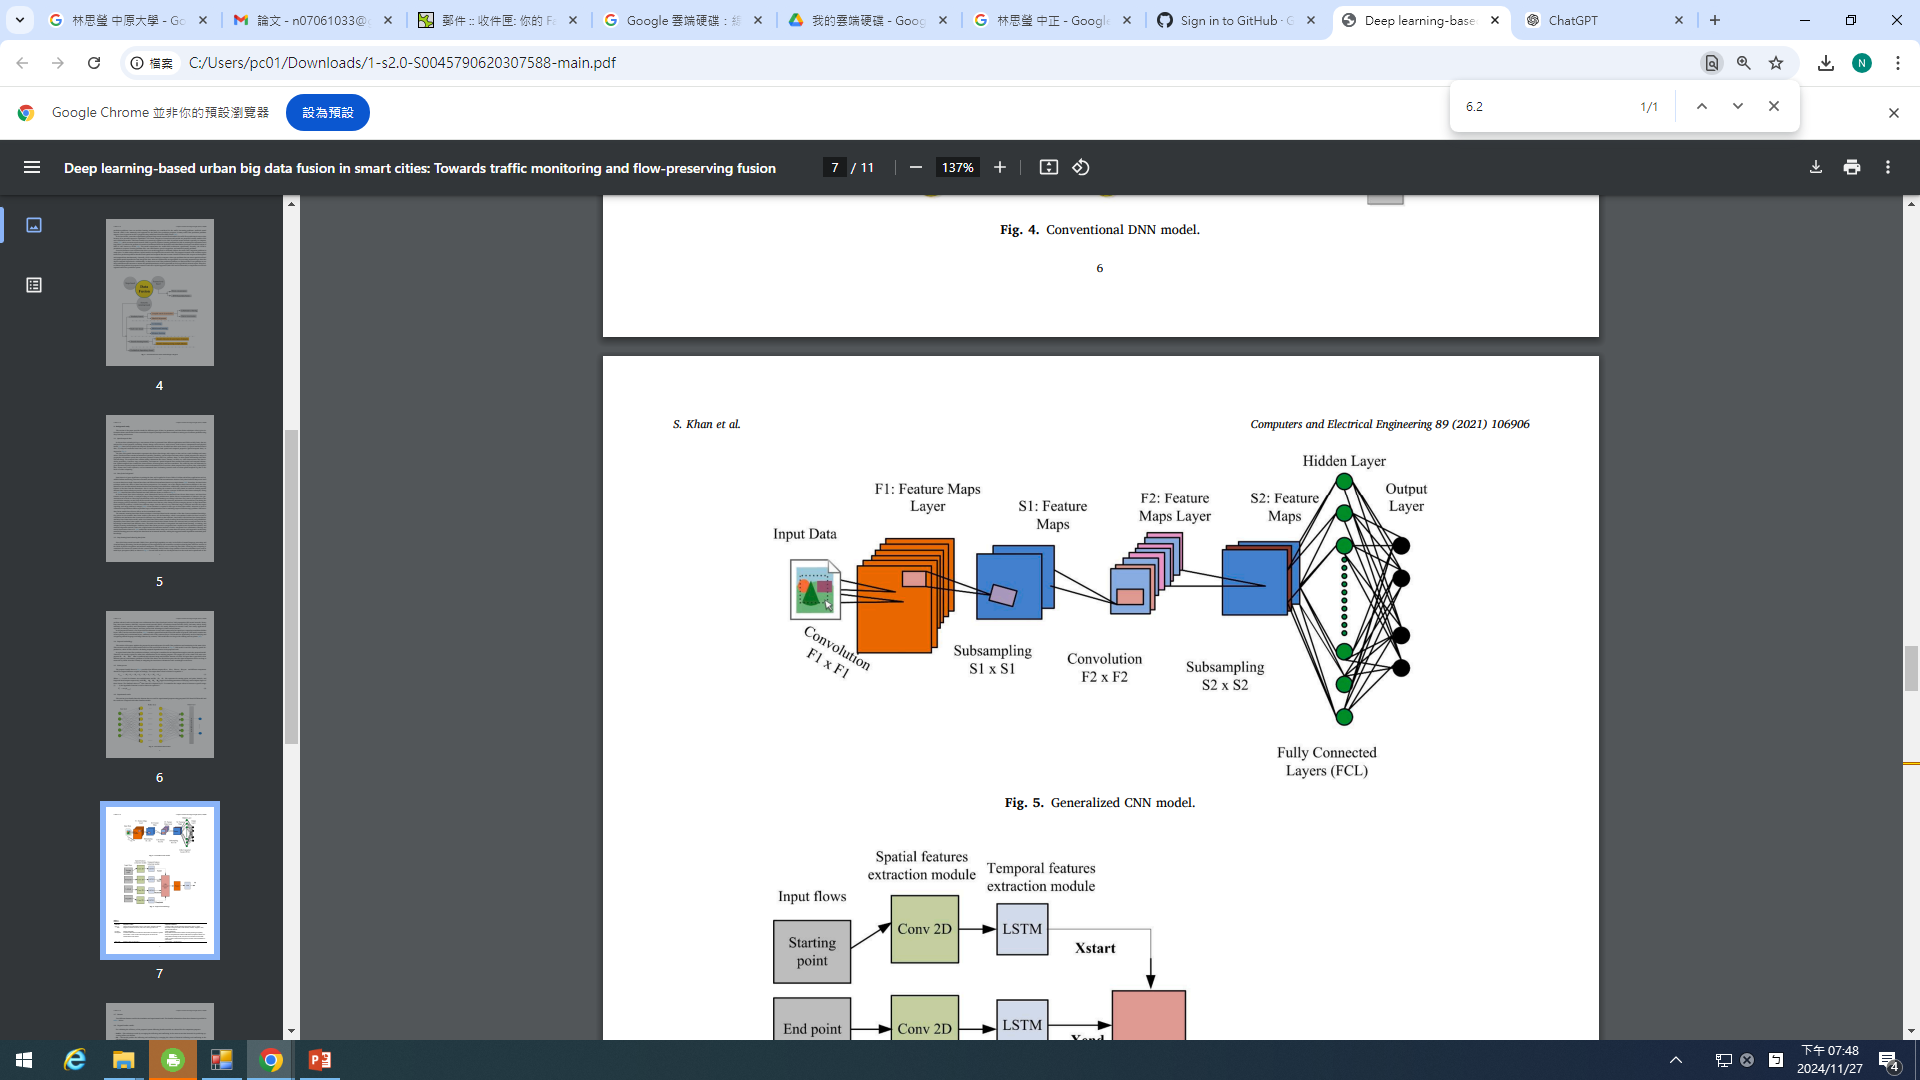 林思螢 中原大學 - Go
論文 - n07061033@g
郵件 :: 收件匣: 你的 Fa
Google 雲端硬碟：
我的雲端硬碟 - Goog
林思螢 中正 - Google
Sign in to GitHub · G
Deep learning-base
ChatGPT
檔案
C:/Users/pc01/Downloads/1-s2.0-S0045790620307588-main.pdf
N
Google Chrome 並非你的預設瀏覽器
設為預設
6.2
1/1
Deep learning-based urban big data fusion in smart cities: Towards traffic monitoring and flow-preserving fusion
7 / 11
137%
4
5
6
7
Fig. 4. Conventional DNN model.
6
S. Khan et al.
Computers and Electrical Engineering 89 (2021) 106906
Hidden Layer
F1: Feature Maps
Layer
S1: Feature
Maps
F2: Feature
Maps Layer
S2: Feature
Maps
Output
Layer
Input Data
Convolution
F1 x F1
Subsampling
S1 x S1
Convolution
F2 x F2
Subsampling
S2 x S2
Fully Connected
Layers (FCL)
Fig. 5. Generalized CNN model.
Spatial features
extraction module
Temporal features
extraction module
Input flows
Starting
point
Conv 2D
LSTM
Xstart
End point
Conv 2D
LSTM
Xend
下午 07:48
2024/11/27
4